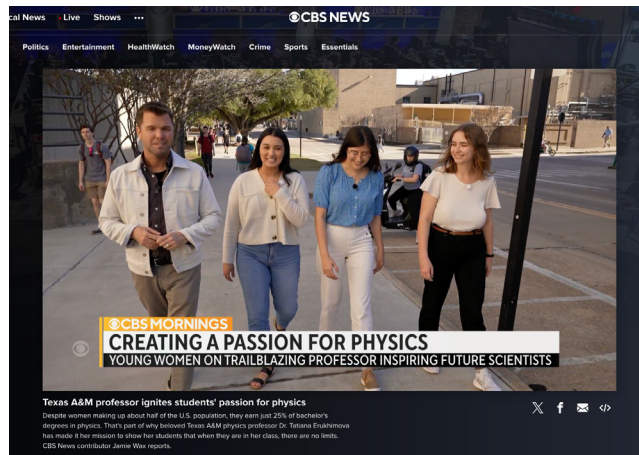 cal News Live Shows •••
CBS NEWS
Politics Entertainment HealthWatch MoneyWatch Crime Sports Essentials
CBS MORNINGS
CREATING A PASSION FOR PHYSICS
YOUNG WOMEN ON TRAILBLAZING PROFESSOR INSPIRING FUTURE SCIENTISTS
Texas A&M professor ignites students' passion for physics
Despite women making up about half of the U.S. population, they earn just 25% of bachelor's
degrees in physics. That's part of why beloved Texas A&M physics professor Dr. Tatiana Erukhimova
has made it her mission to show her students that when they are in her class, there are no limits.
CBS News contributor Jamie Wax reports.